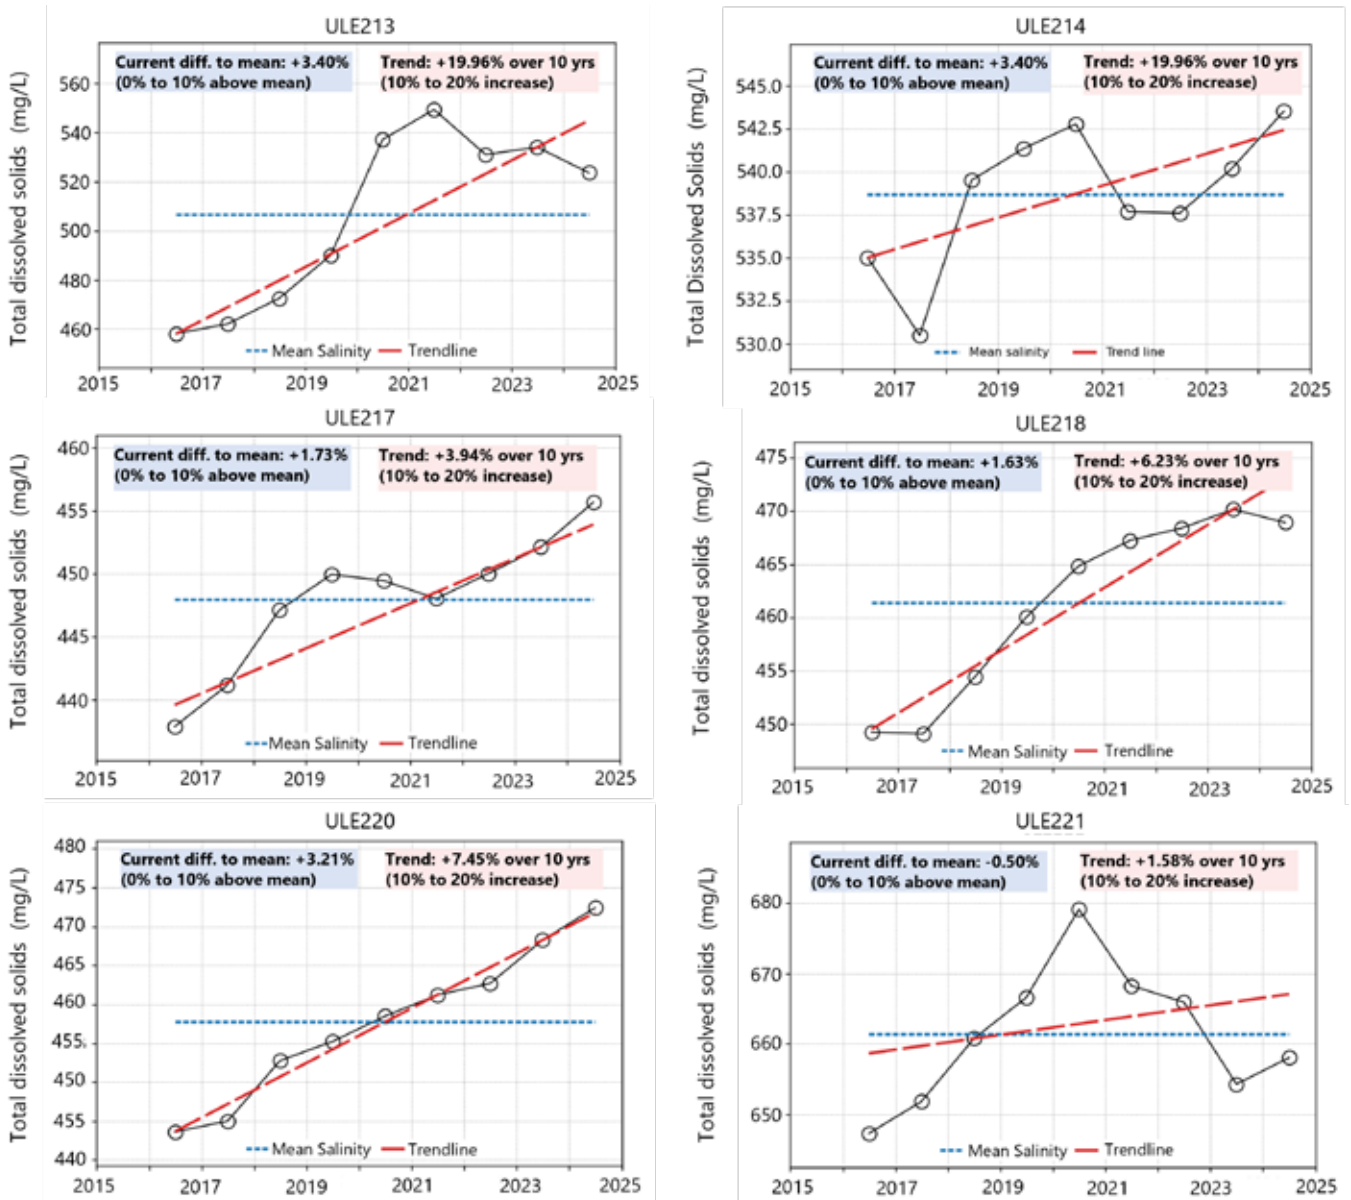 ULE213
Current diff. to mean: +3.40%
(0% to 10% above mean)
Trend: +19.96% over 10 yrs
(10% to 20% increase)
Total dissolved solids (mg/L)
560
540
520
500
480
460
Mean Salinity
Trendline
2015 2017 2019 2021 2023 2025
ULE214
Current diff. to mean: +3.40%
(0% to 10% above mean)
Trend: +19.96% over 10 yrs
(10% to 20% increase)
Total Dissolved Solids (mg/L)
545.0
542.5
540.0
537.5
535.0
532.5
530.0
Mean salinity
Trend line
2015 2017 2019 2021 2023 2025
ULE217
Current diff. to mean: +1.73%
(0% to 10% above mean)
Trend: +3.94% over 10 yrs
(10% to 20% increase)
Total dissolved solids (mg/L)
460
455
450
445
440
Mean Salinity
Trendline
2015 2017 2019 2021 2023 2025
ULE218
Current diff. to mean: +1.63%
(0% to 10% above mean)
Trend: +6.23% over 10 yrs
(10% to 20% increase)
Total dissolved solids (mg/L)
475
470
465
460
455
450
Mean Salinity
Trendline
2015 2017 2019 2021 2023 2025
ULE220
Current diff. to mean: +3.21%
(0% to 10% above mean)
Trend: +7.45% over 10 yrs
(10% to 20% increase)
Total dissolved solids (mg/L)
480
475
470
465
460
455
450
455
440
Mean Salinity
Trendline
2015 2017 2019 2021 2023 2025
ULE221
Current diff. to mean: -0.50%
(0% to 10% above mean)
Trend: +1.58% over 10 yrs
(10% to 20% increase)
Total dissolved solids (mg/L)
680
670
660
650
Mean Salinity
Trendline
2015 2017 2019 2021 2023 2025